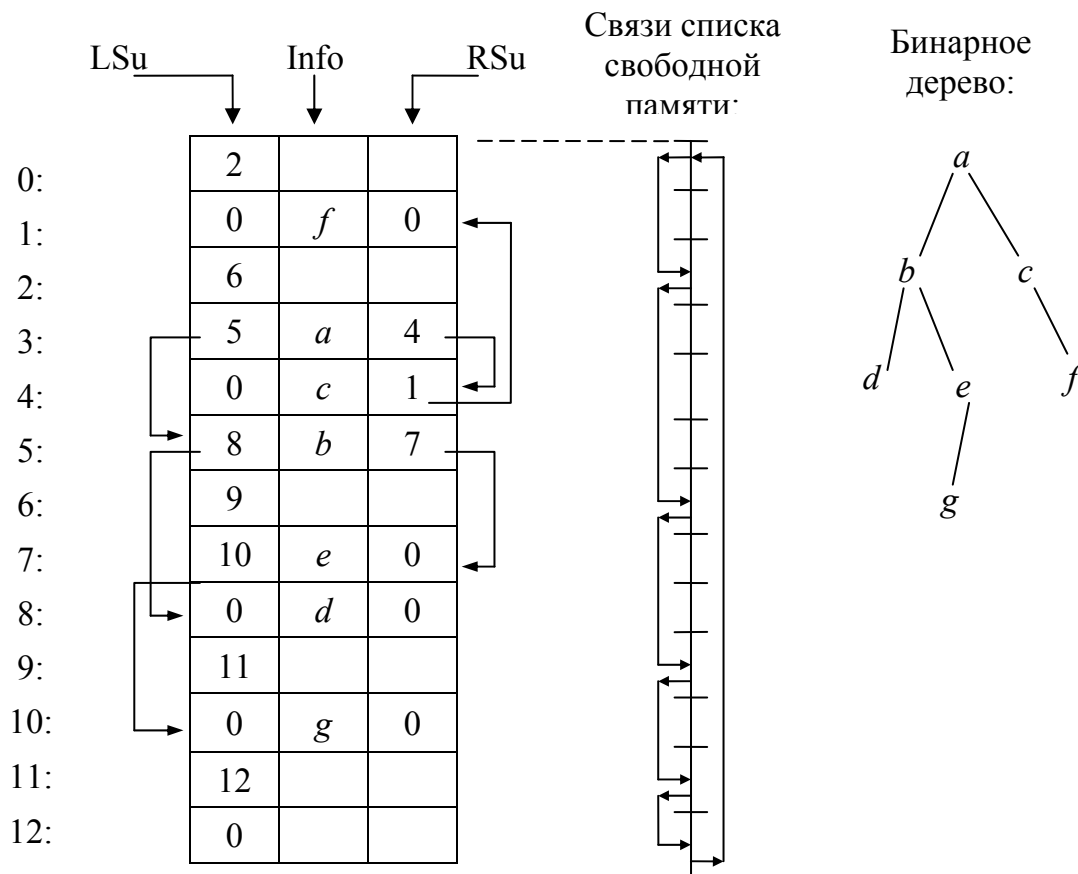 Связи списка
свободной
памяти:
Бинарное
дерево:
LSu Info RSu
0: 2
1: 0 f 0
2: 6
3: 5 a 4
4: 0 c 1
5: 8 b 7
6: 9
7: 10 e 0
8: 0 d 0
9: 11
10: 0 g 0
11: 12
12: 0
a
b c
d e f
g